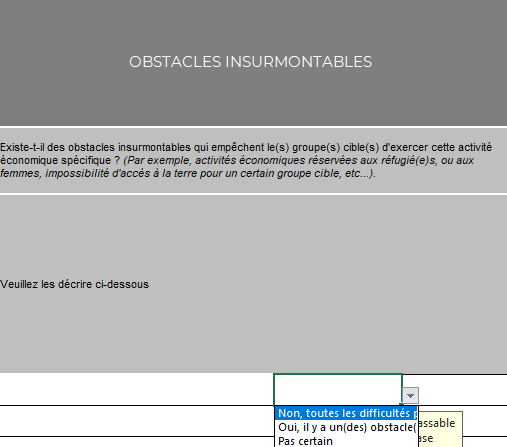 OBSTACLES INSURMONTABLES
Existe-t-il des obstacles insurmontables qui empêchent le(s) groupe(s) cible(s) d'exercer cette activité
économique spécifique ? (Par exemple, activités économiques réservées aux réfugié(e)s, ou aux
femmes, impossibilité d'accès à la terre pour un certain groupe cible, etc...).
Veuillez les décrire ci-dessous
Non, toutes les difficultés
Oui, il y a un(des) obstacle(
Pas certain